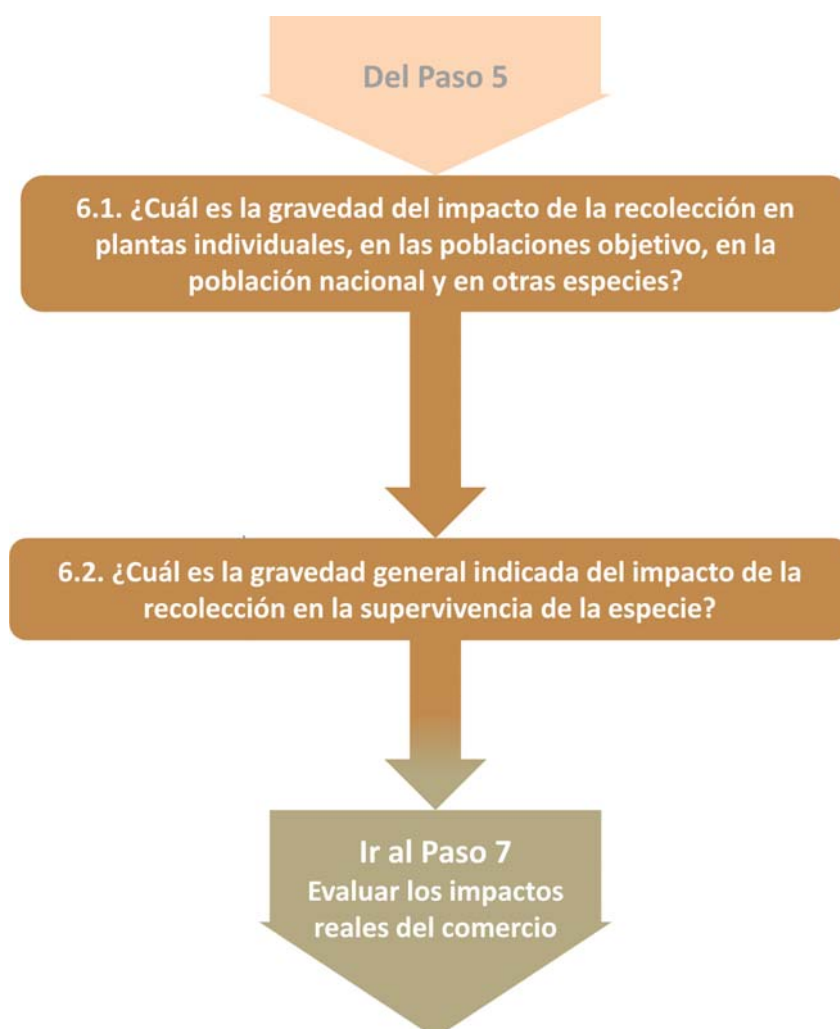 Del Paso 5
6.1. ¿Cuál es la gravedad del impacto de la recolección en
plantas individuales, en las poblaciones objetivo, en la
población nacional y en otras especies?
6.2. ¿Cuál es la gravedad general indicada del impacto de la
recolección en la supervivencia de la especie?
Ir al Paso 7
Evaluar los impactos
reales del comercio